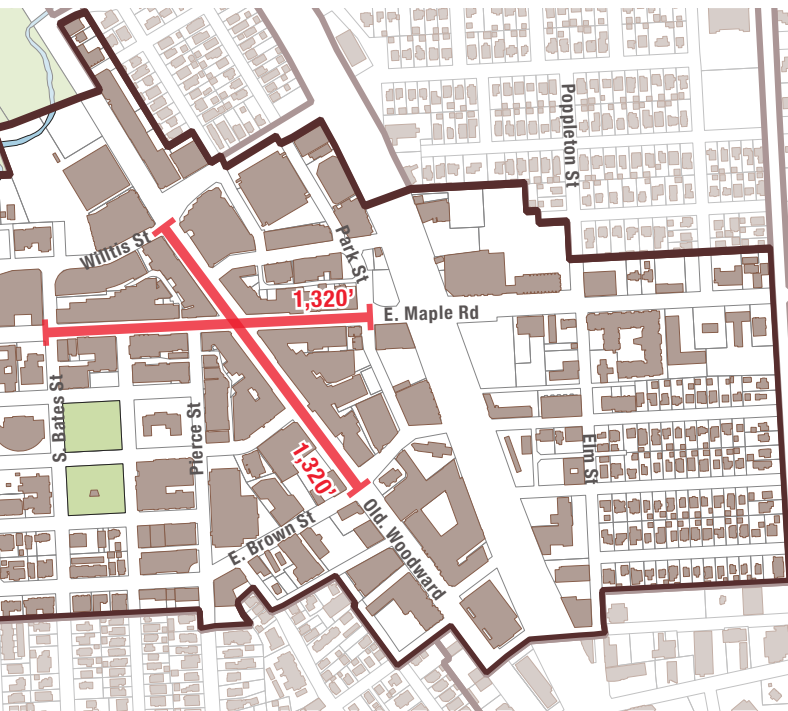 Poppleton St
Willits St
Park St
1,320’
E. Maple Rd
S. Bates St
Pierce St
1,320’
Elm St
E. Brown St
Old. Woodward